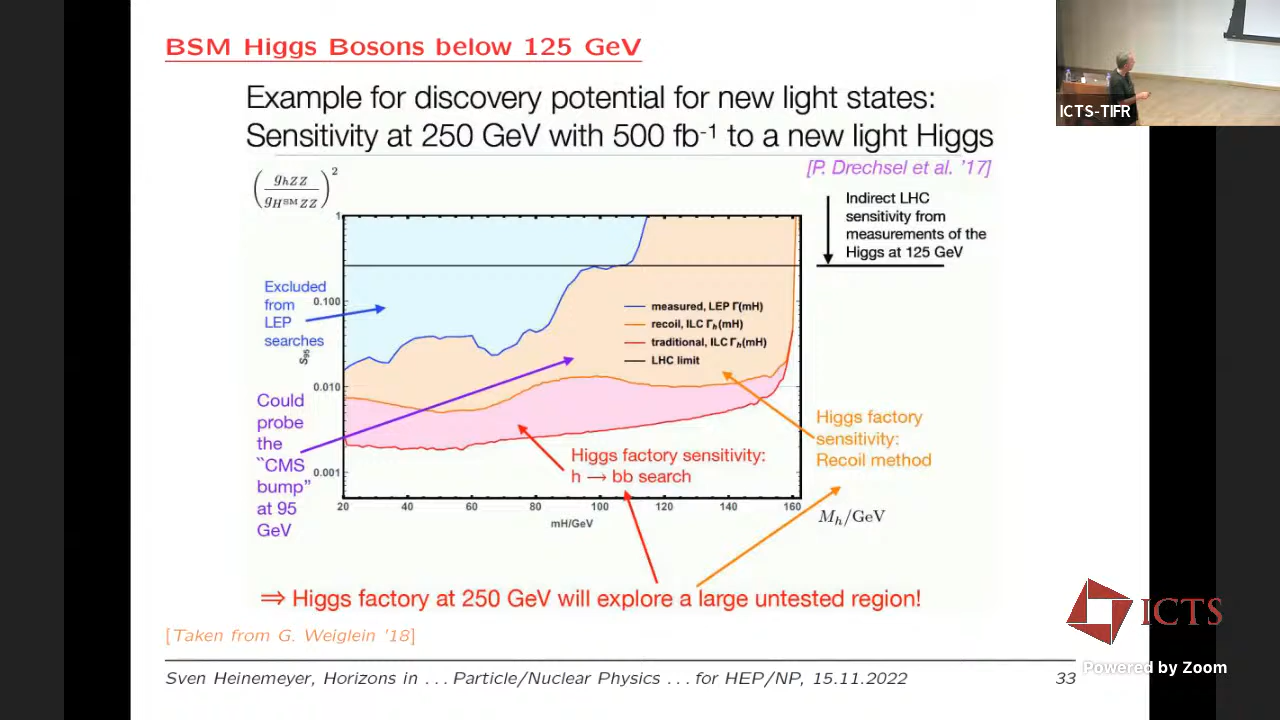 BSM Higgs Bosons below 125 GeV
Example for discovery potential for new light states:
Sensitivity at 250 GeV with 500 fb-1 to a new light Higgs
[P. Drechsel et al. '17]
(ghZZ / gHSMZZ)2
Indirect LHC
sensitivity from
measurements of the
Higgs at 125 GeV
Excluded
from
LEP
searches
1
0.100
0.010
0.001
S95
measured, LEP Γ(mH)
recoil, ILC Γh(mH)
traditional, ILC Γh(mH)
LHC limit
Could
probe
the
“CMS
bump”
at 95
GeV
Higgs factory sensitivity:
h → bb search
Higgs factory
sensitivity:
Recoil method
20 40 60 80 100 120 140 160
mH/GeV
Mh/GeV
⇒ Higgs factory at 250 GeV will explore a large untested region!
[Taken from G. Weiglein '18]
Sven Heinemeyer, Horizons in . . . Particle/Nuclear Physics . . . for HEP/NP, 15.11.2022 33
ICTS-TIFR
ICTS
Powered by Zoom